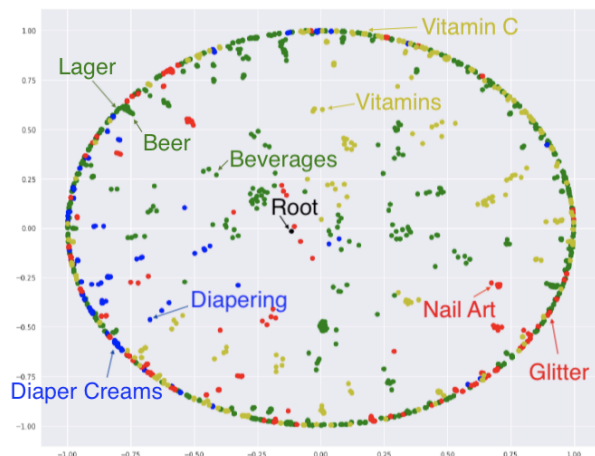 1.00
Vitamin C
0.75
Lager
Vitamins
0.50
Beer
Beverages
0.25
Root
0.00
−0.25
Diapering
Nail Art
−0.50
Glitter
−0.75
Diaper Creams
−1.00
−1.00 −0.75 −0.50 −0.25 0.00 0.25 0.50 0.75 1.00